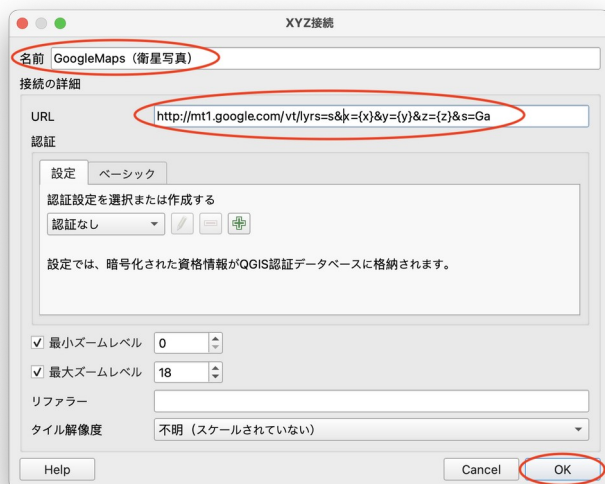 XYZ接続
名前 GoogleMaps（衛星写真）
接続の詳細
URL http://mt1.google.com/vt/lyrs=s&x={x}&y={y}&z={z}&s=Ga
認証
設定 ベーシック
認証設定を選択または作成する
認証なし
設定では、暗号化された資格情報がQGIS認証データベースに格納されます。
最小ズームレベル 0
最大ズームレベル 18
リファラー
タイル解像度 不明（スケールされていない）
Help Cancel OK